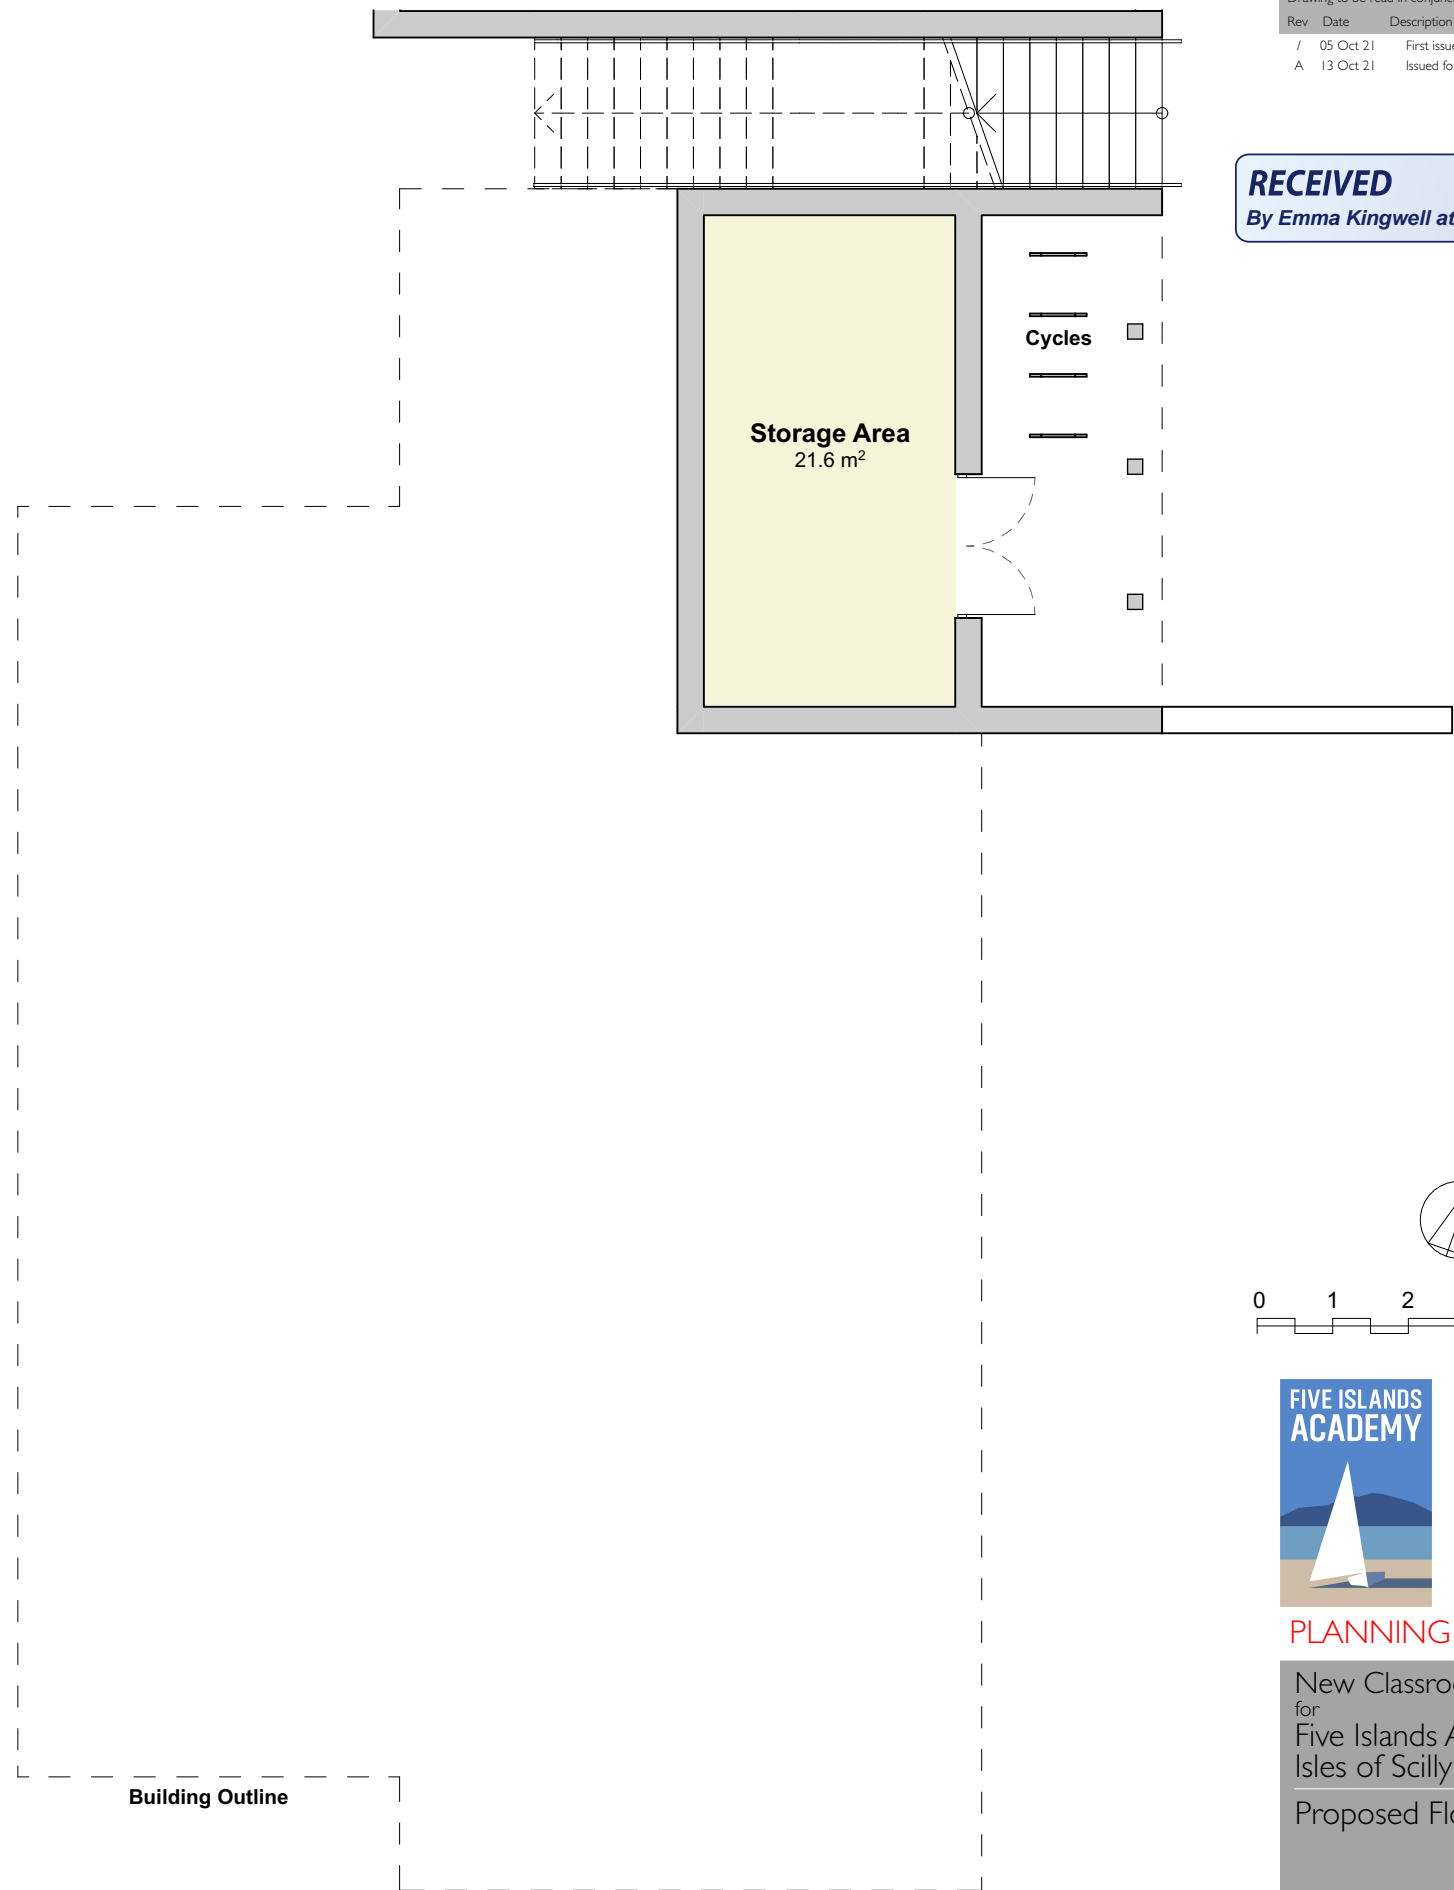 Rev Date Description
/ 05 Oct 21 First issue
A 13 Oct 21 Issued fo
RECEIVED
By Emma Kingwell at
Cycles
Storage Area
21.6 m²
0 1 2
FIVE ISLANDS
ACADEMY
PLANNING
New Classroo
for
Five Islands A
Isles of Scilly
Proposed Flo
Building Outline